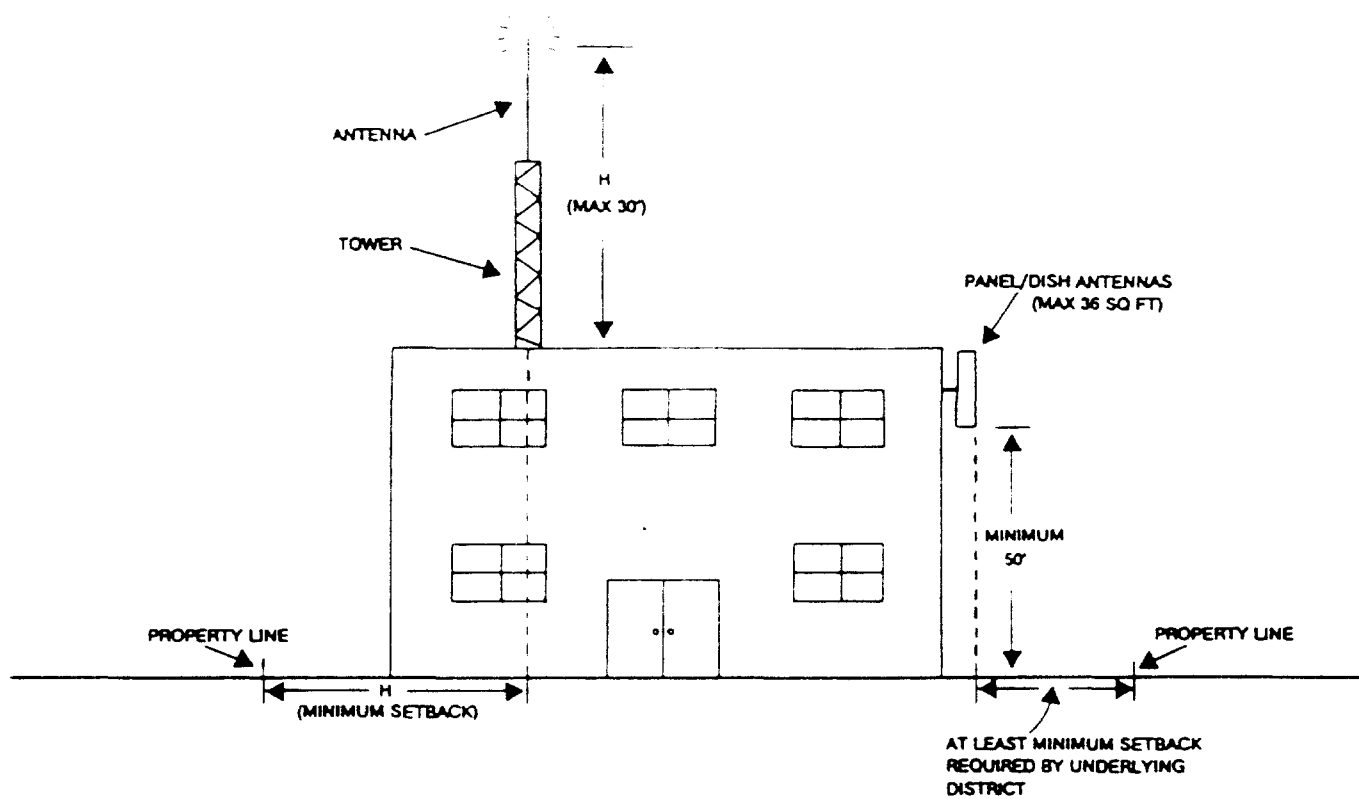 ANTENNA
H
(MAX 30')
TOWER
PANEL/DISH ANTENNAS
(MAX 36 SQ FT)
MINIMUM
50'
PROPERTY LINE
PROPERTY LINE
H
(MINIMUM SETBACK)
AT LEAST MINIMUM SETBACK
REQUIRED BY UNDERLYING
DISTRICT